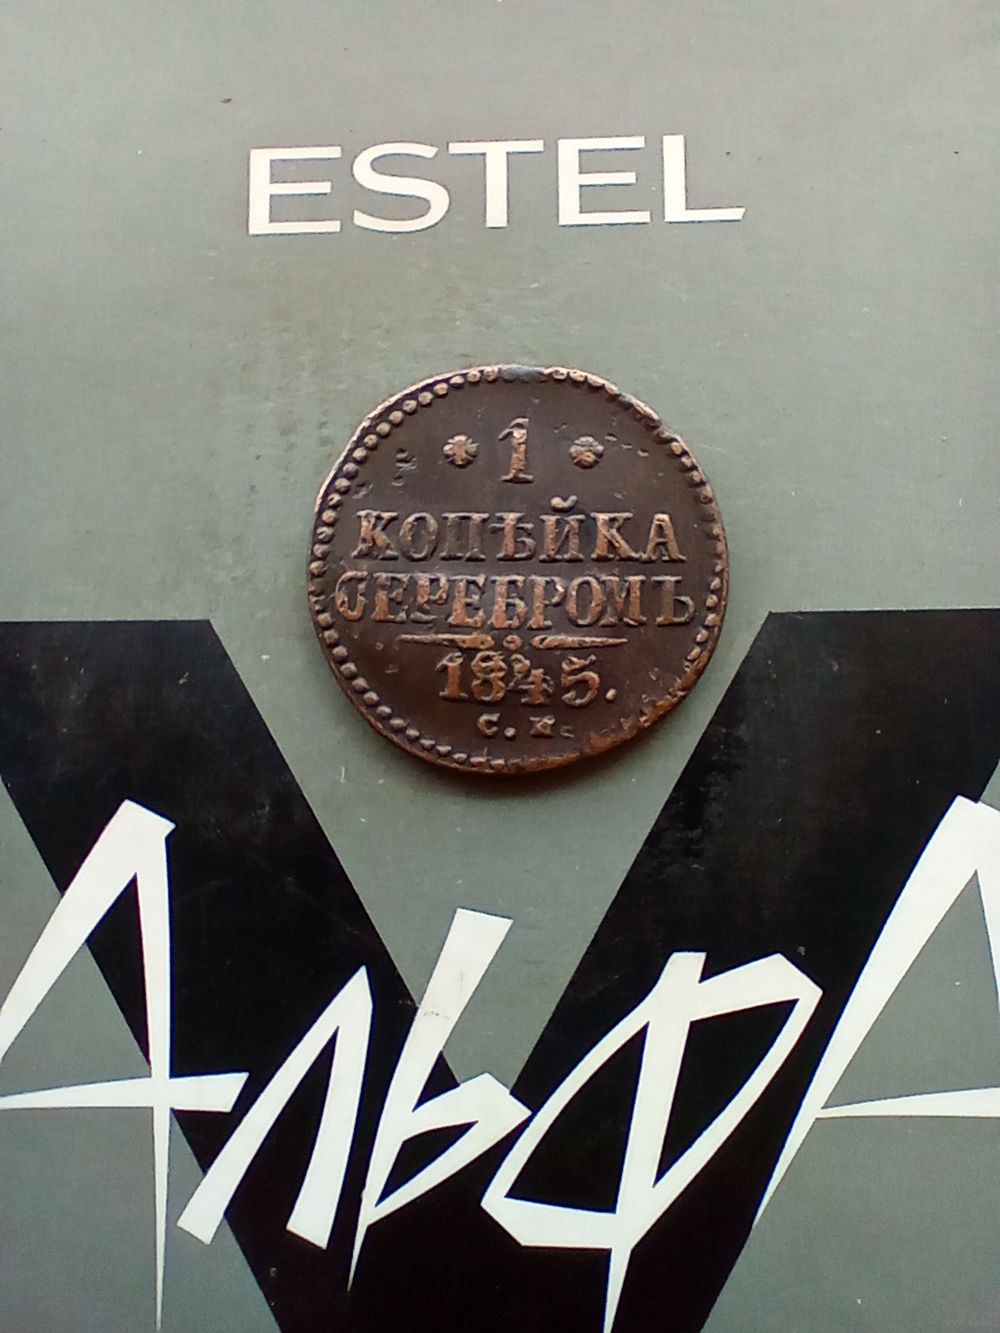 ESTEL
1
КОПѢЙКА
СЕРЕБРОМЪ
1845.
С. М.
АЛЬФА